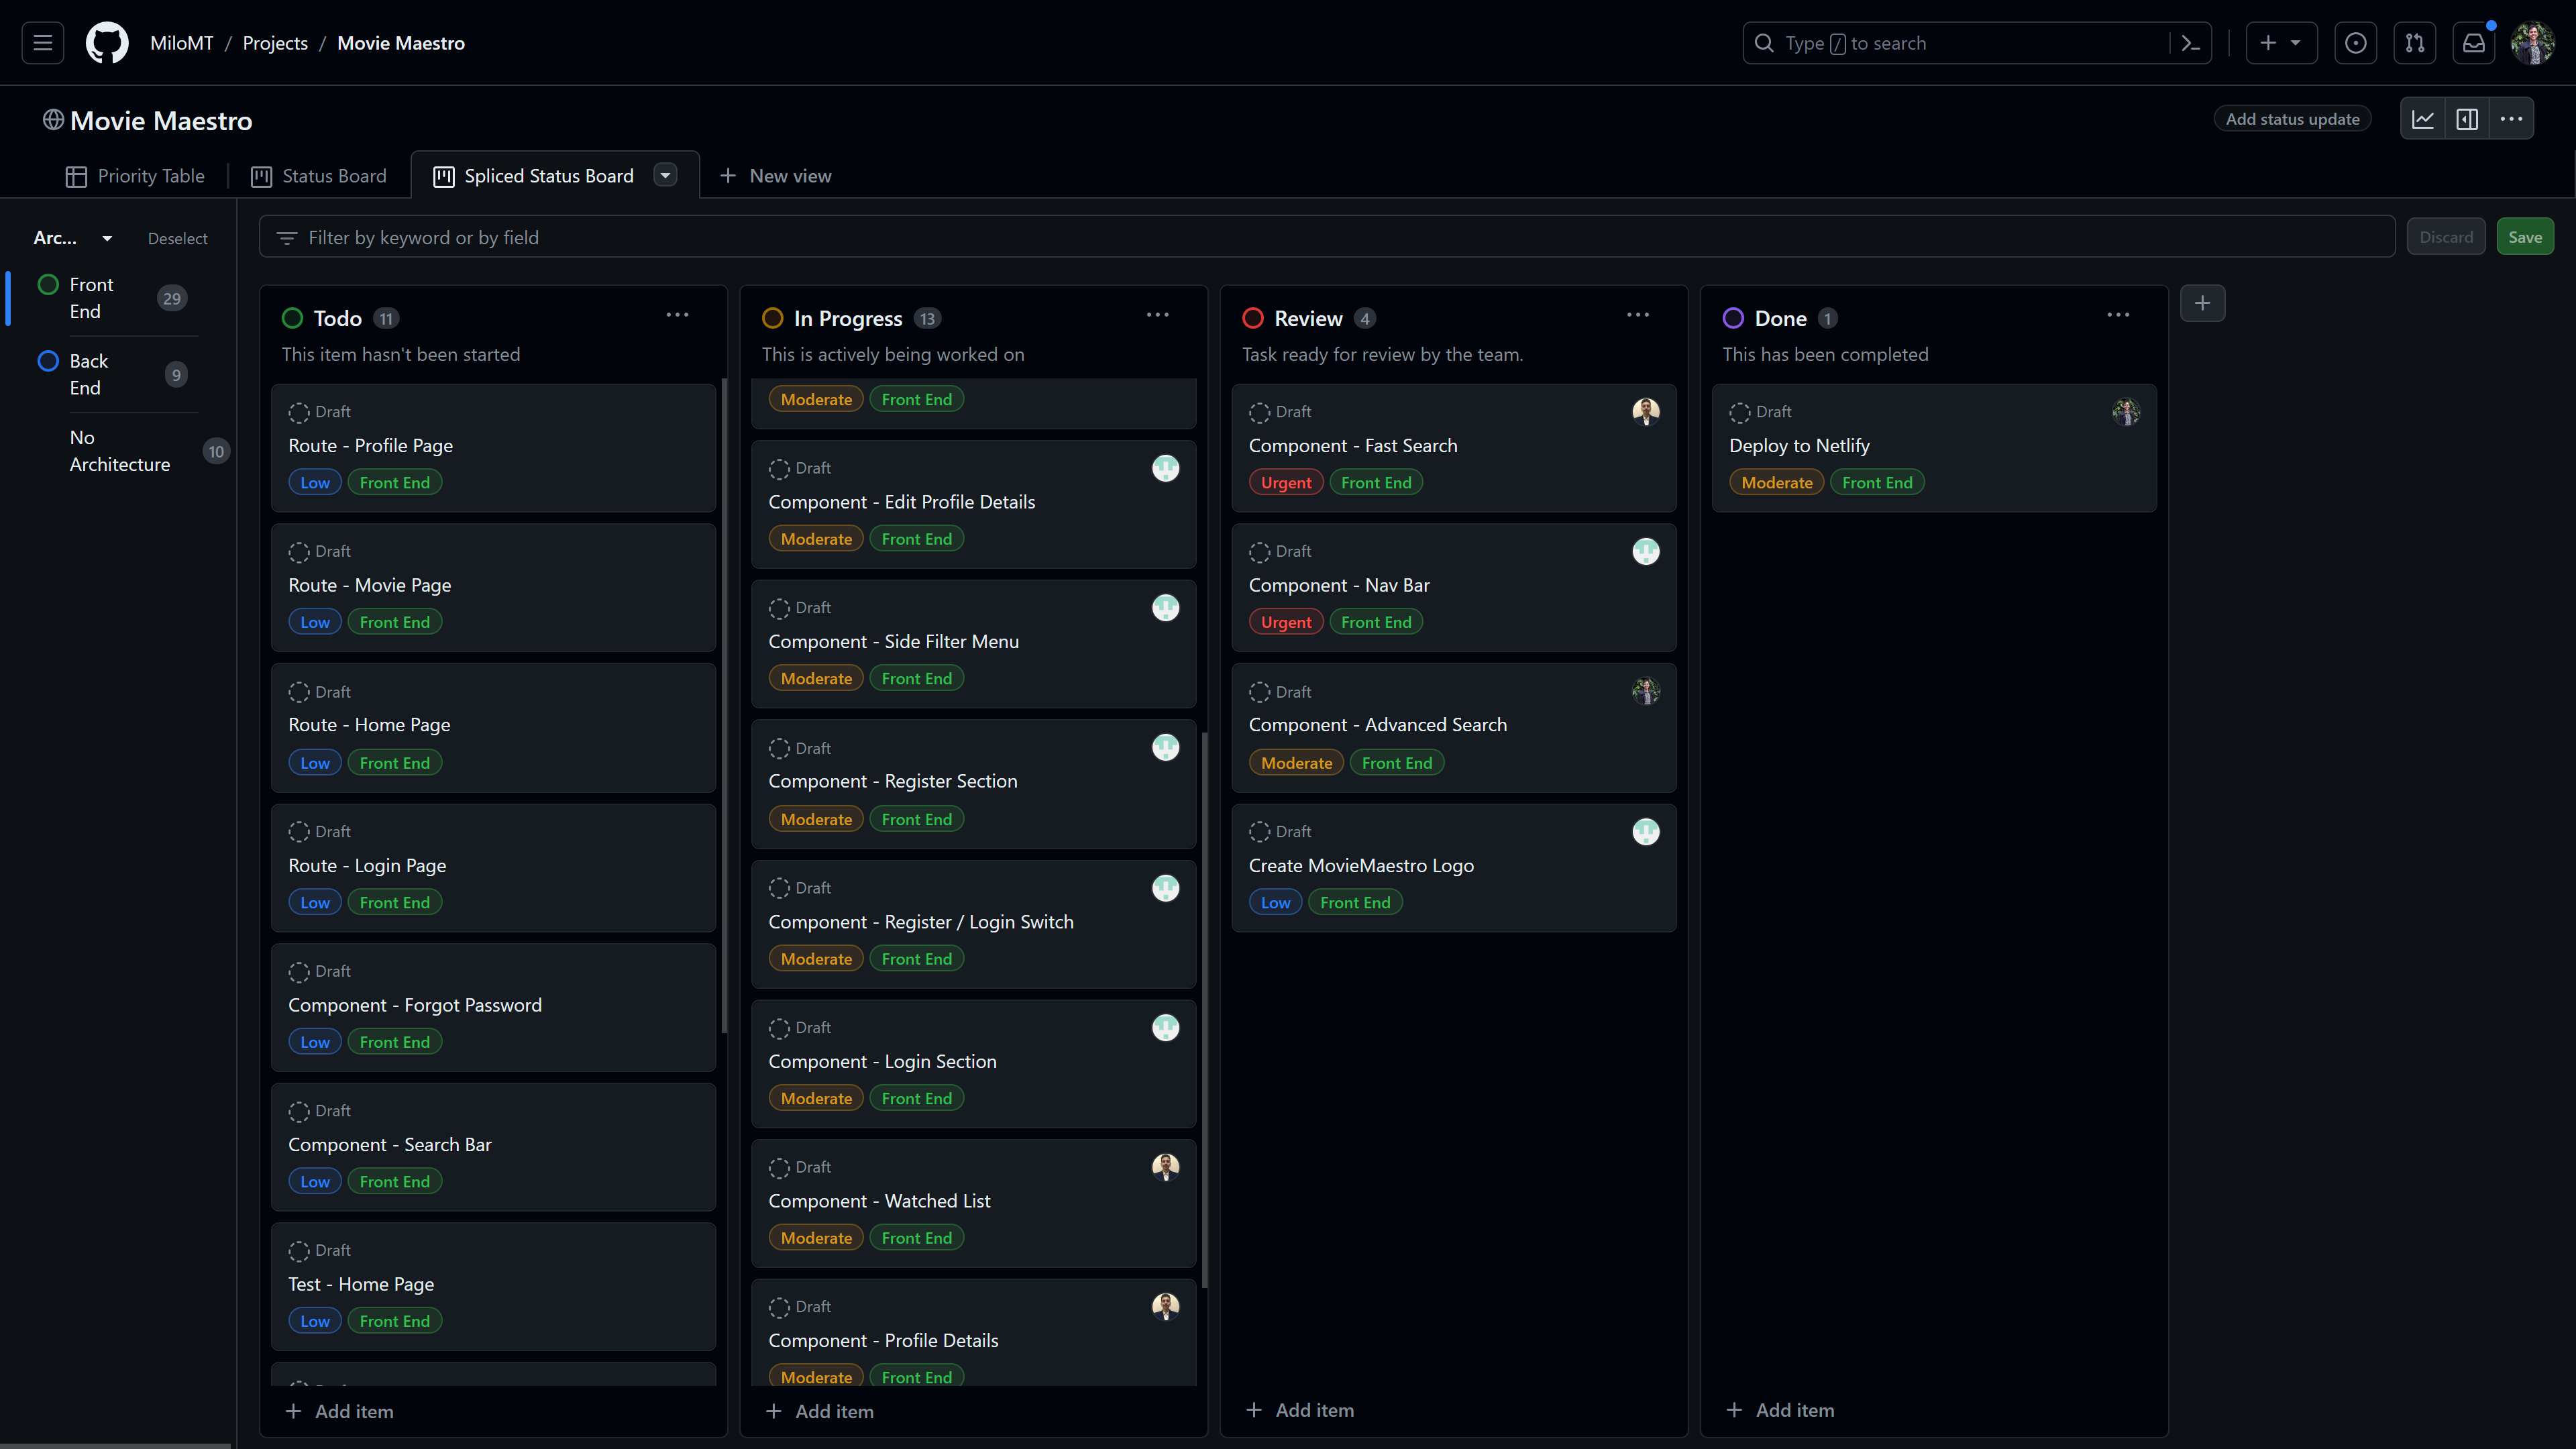 MiloMT / Projects / Movie Maestro
Type / to search
Movie Maestro
Add status update
Priority Table
Status Board
Spliced Status Board
New view
Arc...
Deselect
Front End
29
Back End
9
No Architecture
10
Filter by keyword or by field
Discard
Save
Todo 11
This item hasn't been started
Draft
Route - Profile Page
Low Front End
Draft
Route - Movie Page
Low Front End
Draft
Route - Home Page
Low Front End
Draft
Route - Login Page
Low Front End
Draft
Component - Forgot Password
Low Front End
Draft
Component - Search Bar
Low Front End
Draft
Test - Home Page
Low Front End
+ Add item
In Progress 13
This is actively being worked on
Moderate Front End
Draft
Component - Edit Profile Details
Moderate Front End
Draft
Component - Side Filter Menu
Moderate Front End
Draft
Component - Register Section
Moderate Front End
Draft
Component - Register / Login Switch
Moderate Front End
Draft
Component - Login Section
Moderate Front End
Draft
Component - Watched List
Moderate Front End
Draft
Component - Profile Details
Moderate Front End
+ Add item
Review 4
Task ready for review by the team.
Draft
Component - Fast Search
Urgent Front End
Draft
Component - Nav Bar
Urgent Front End
Draft
Component - Advanced Search
Moderate Front End
Draft
Create MovieMaestro Logo
Low Front End
+ Add item
Done 1
This has been completed
Draft
Deploy to Netlify
Moderate Front End
+ Add item